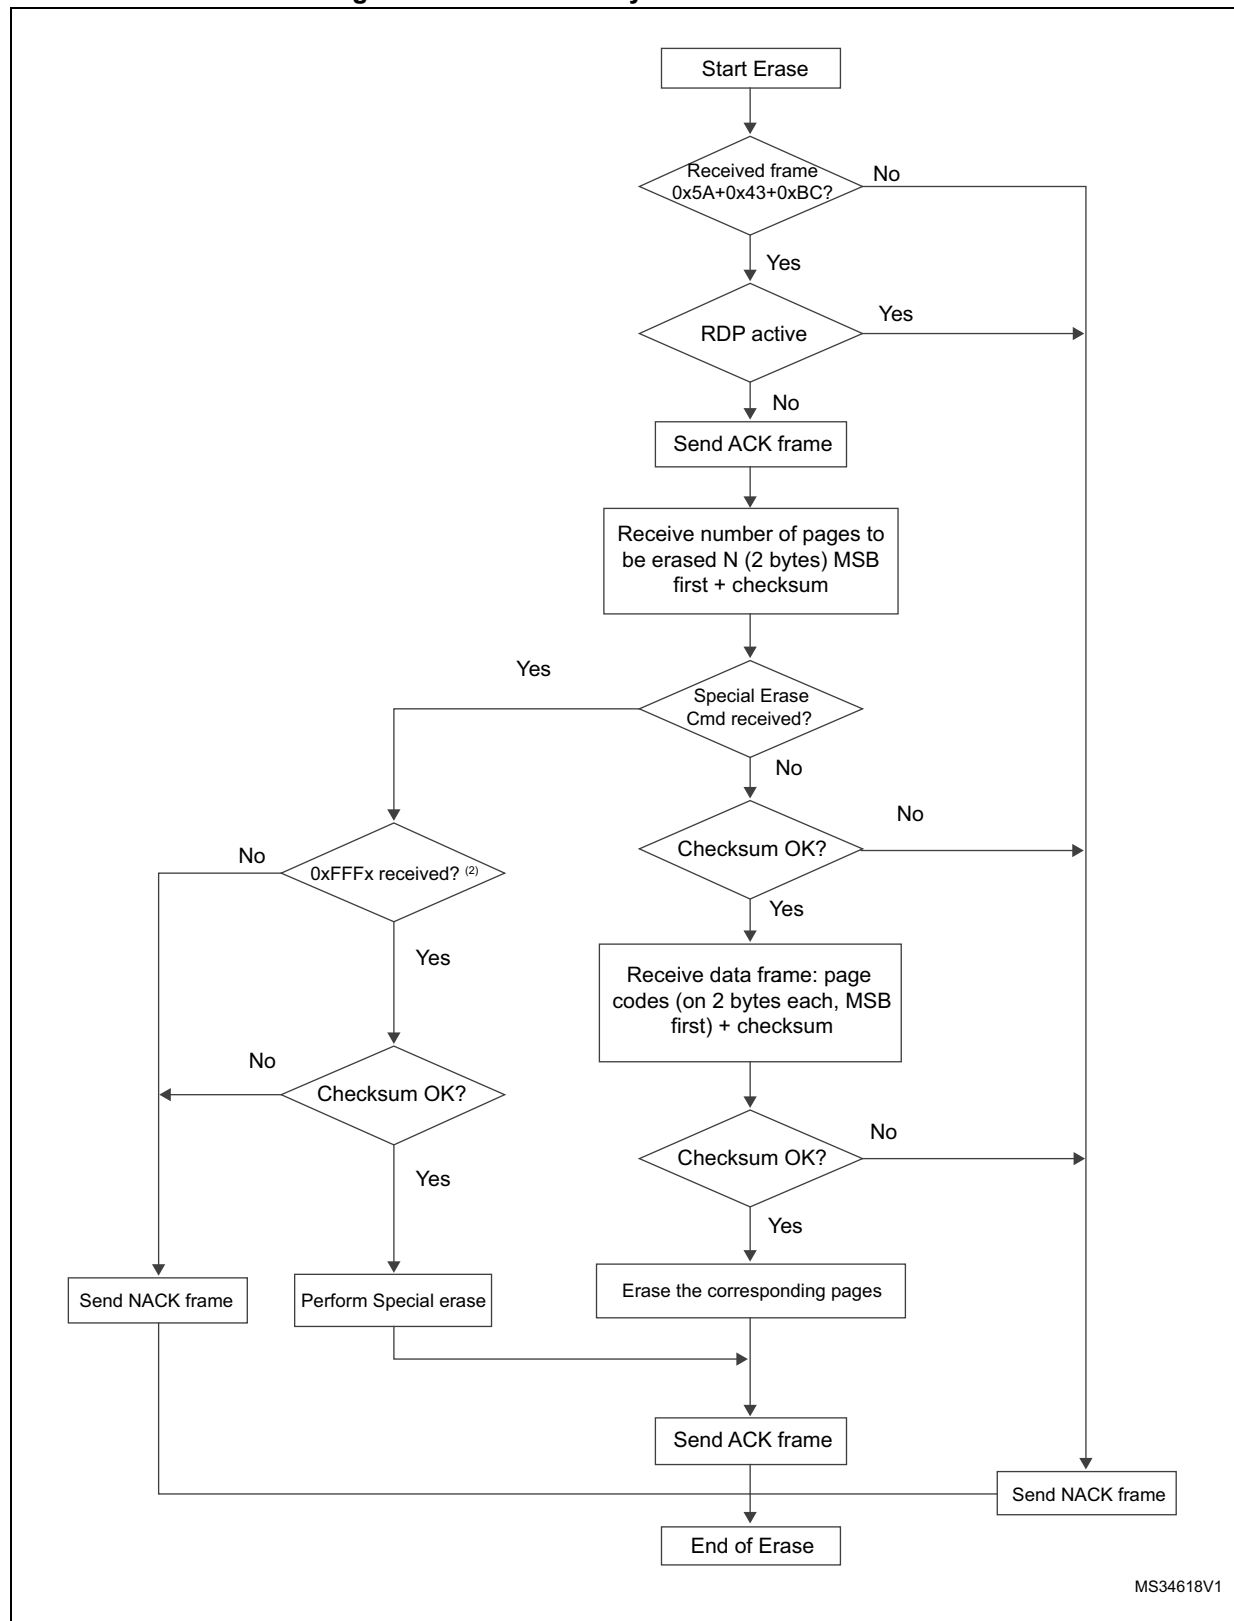 Start Erase
Received frame
0x5A+0x43+0xBC?
No
Yes
RDP active
Yes
No
Send ACK frame
Receive number of pages to
be erased N (2 bytes) MSB
first + checksum
Yes
Special Erase
Cmd received?
No
No
Checksum OK?
No
0xFFFx received? (2)
Yes
Yes
Receive data frame: page
codes (on 2 bytes each, MSB
first) + checksum
No
Checksum OK?
No
Checksum OK?
Yes
Yes
Send NACK frame
Perform Special erase
Erase the corresponding pages
Send ACK frame
Send NACK frame
End of Erase
MS34618V1